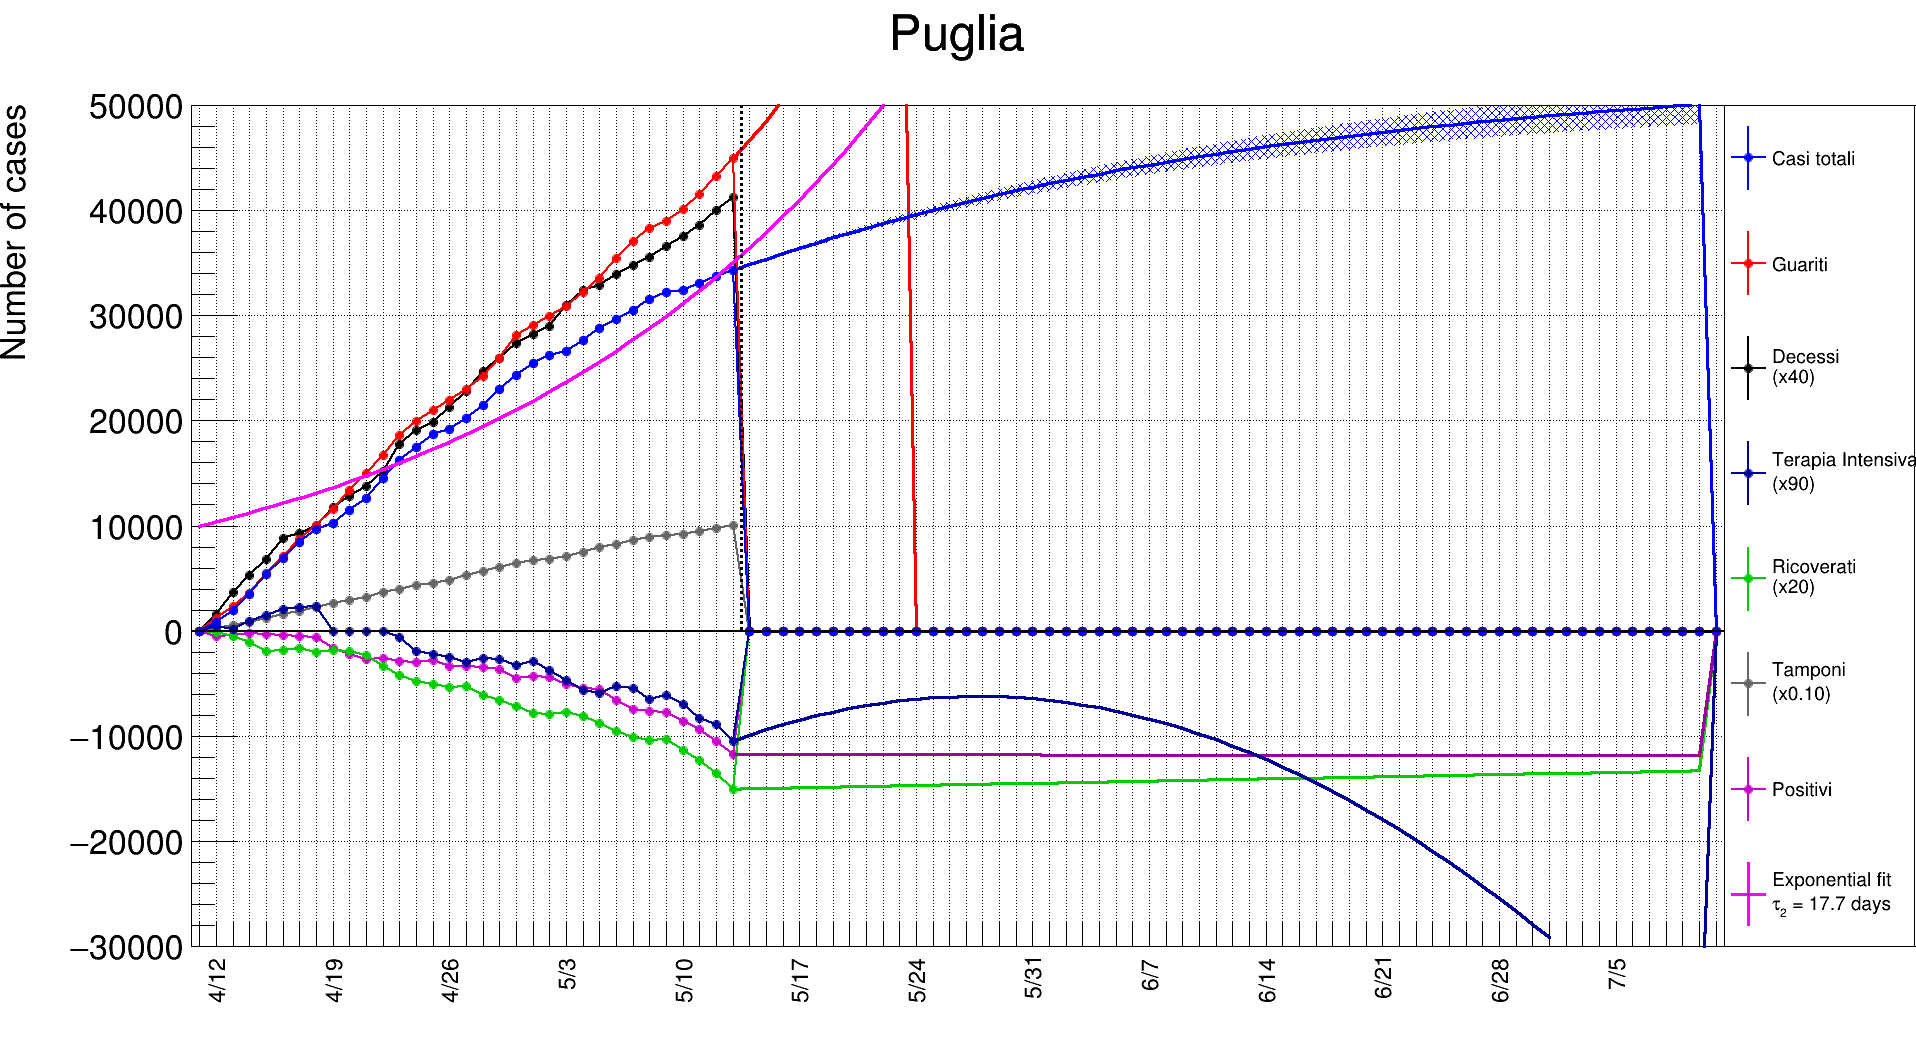 Puglia
Number of cases
50000
40000
30000
20000
10000
0
−10000
−20000
−30000
4/12
4/19
4/26
5/3
5/10
5/17
5/24
5/31
6/7
6/14
6/21
6/28
7/5
Casi totali
Guariti
Decessi
(x40)
Terapia Intensiva
(x90)
Ricoverati
(x20)
Tamponi
(x0.10)
Positivi
Exponential fit
τ2 = 17.7 days